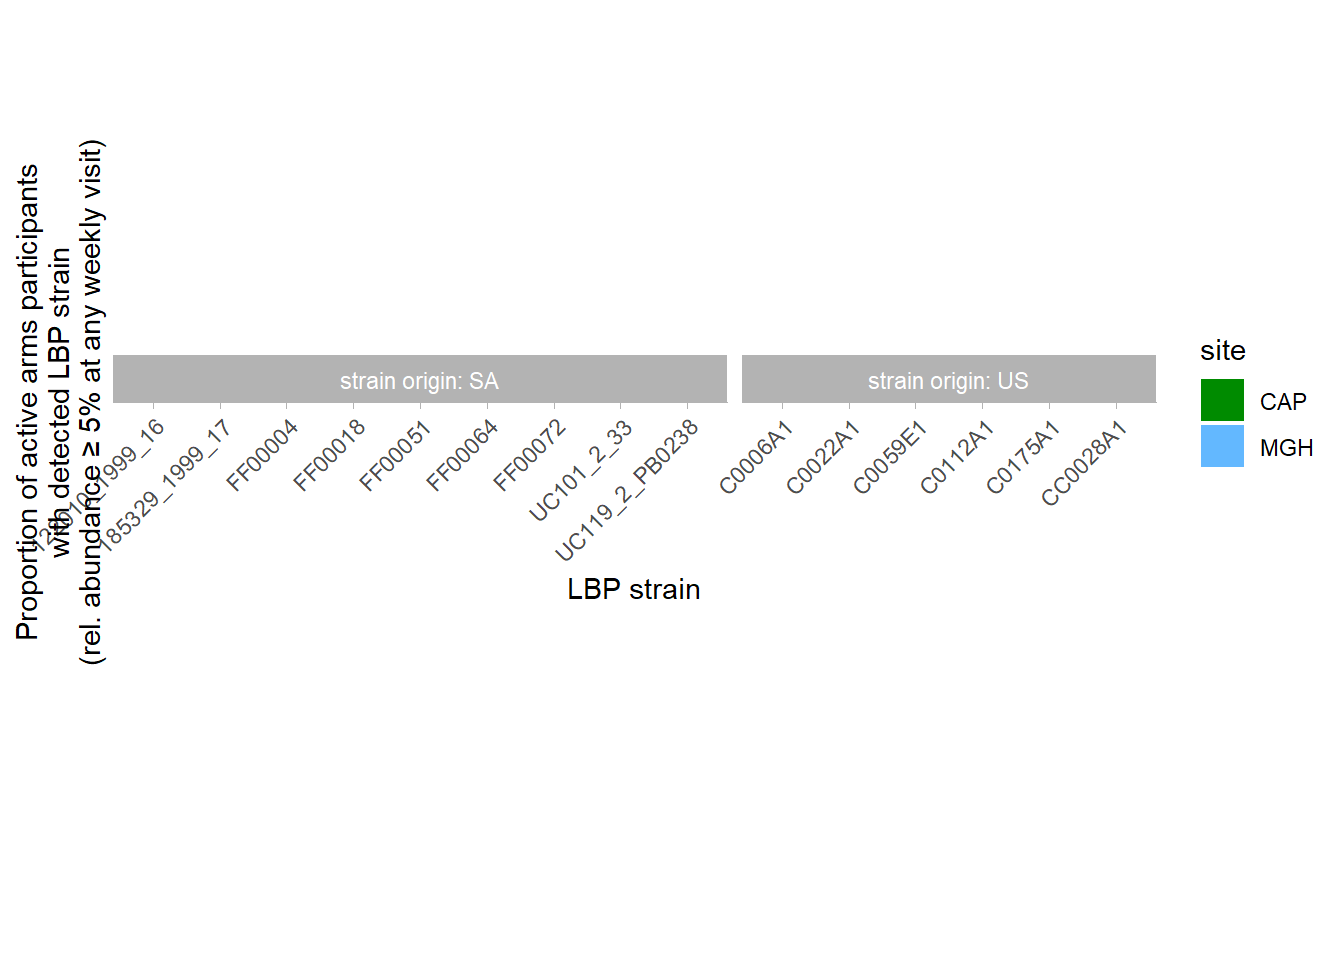 Proportion of active arms participants
with detected LBP strain
(rel. abundance ≥ 5% at any weekly visit)
strain origin: SA
strain origin: US
185329_1999_17
FF00004
FF00018
FF00051
FF00064
FF00072
UC101_2_33
UC119_2_PB0238
C0006A1
C0022A1
C0059E1
C0112A1
C0175A1
CC0028A1
LBP strain
site
CAP
MGH